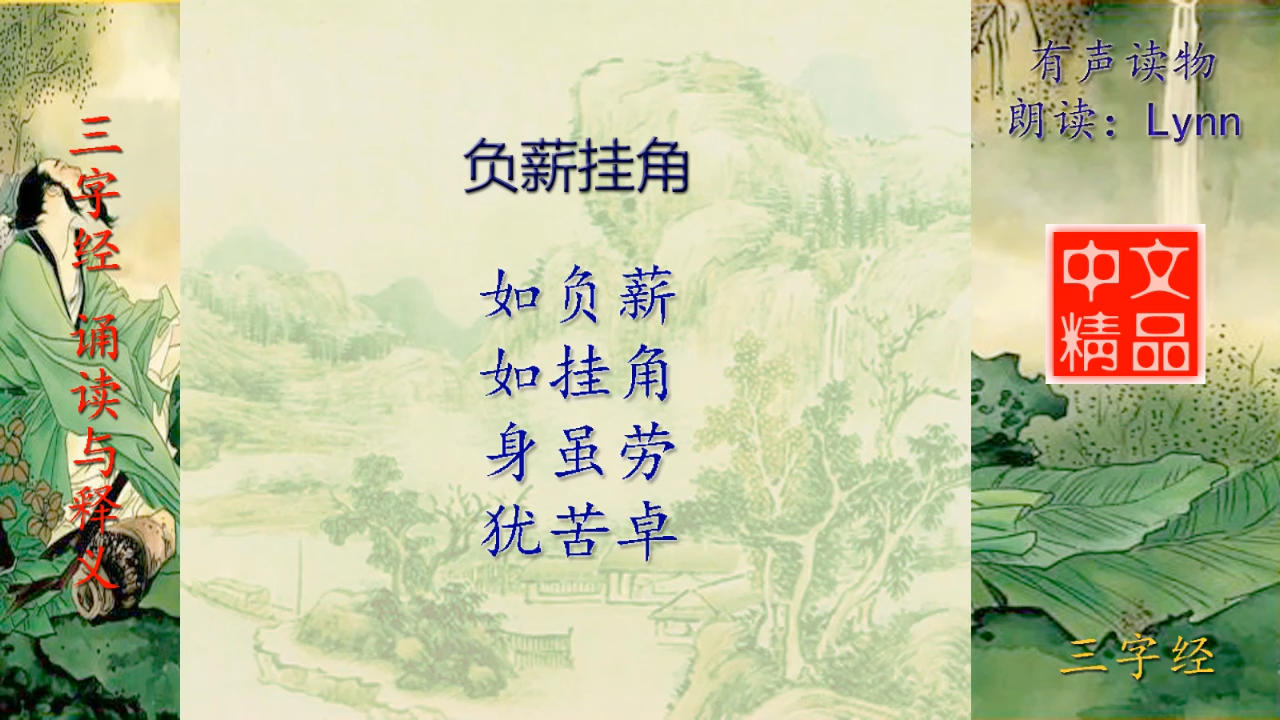 三字经 诵读与释义
负薪挂角
如负薪
如挂角
身虽劳
犹苦卓
有声读物
朗读：Lynn
中文
精品
三字经